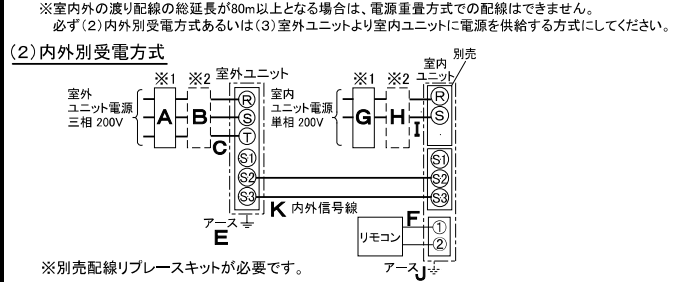 ※室内外の渡り配線の総延長が80m以上となる場合は、電源重畳方式での配線はできません。
必ず(2)内外別受電方式あるいは(3)室外ユニットより室内ユニットに電源を供給する方式にしてください。
(2)内外別受電方式
※1 ※2 室外ユニット
室外
ユニット電源
三相 200V
A
B
C
R
S
T
S1
S2
S3
アース
E
※1 ※2
室内
ユニット
別売
室内
ユニット電源
単相 200V
G
H
I
R
S
S1
S2
S3
K 内外信号線
リモコン
F
①
②
アース
J
※別売配線リプレースキットが必要です。